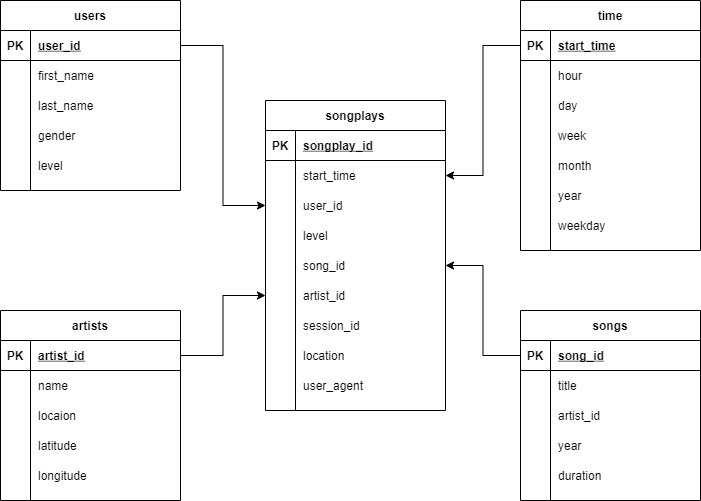 users
PK user_id
first_name
last_name
gender
level
time
PK start_time
hour
day
week
month
year
weekday
songplays
PK songplay_id
start_time
user_id
level
song_id
artist_id
session_id
location
user_agent
artists
PK artist_id
name
locaion
latitude
longitude
songs
PK song_id
title
artist_id
year
duration